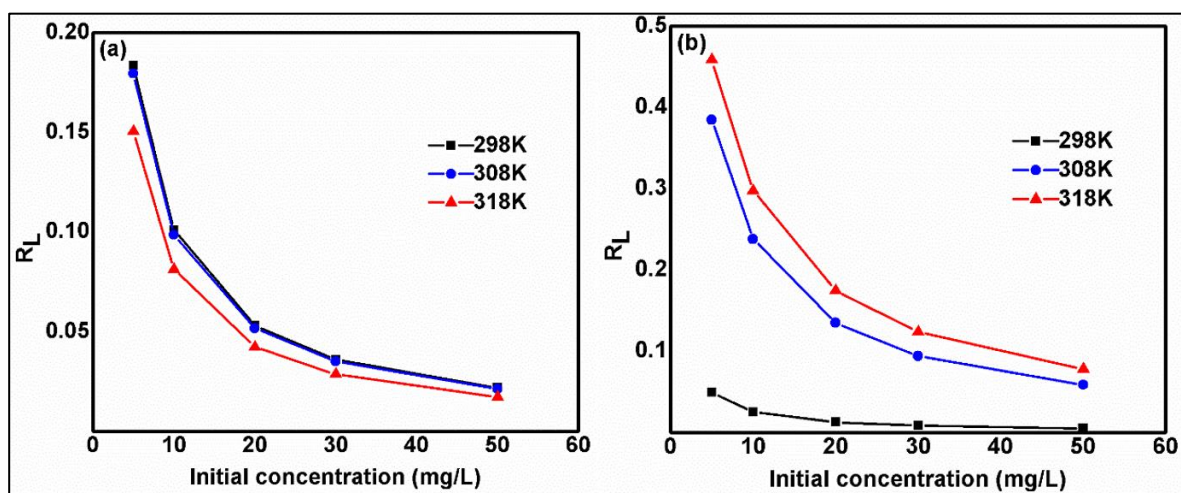 (a)
0.20
0.15
0.10
0.05
R_L
298K
308K
318K
0 10 20 30 40 50 60
Initial concentration (mg/L)
(b)
0.5
0.4
0.3
0.2
0.1
R_L
298K
308K
318K
0 10 20 30 40 50 60
Initial concentration (mg/L)